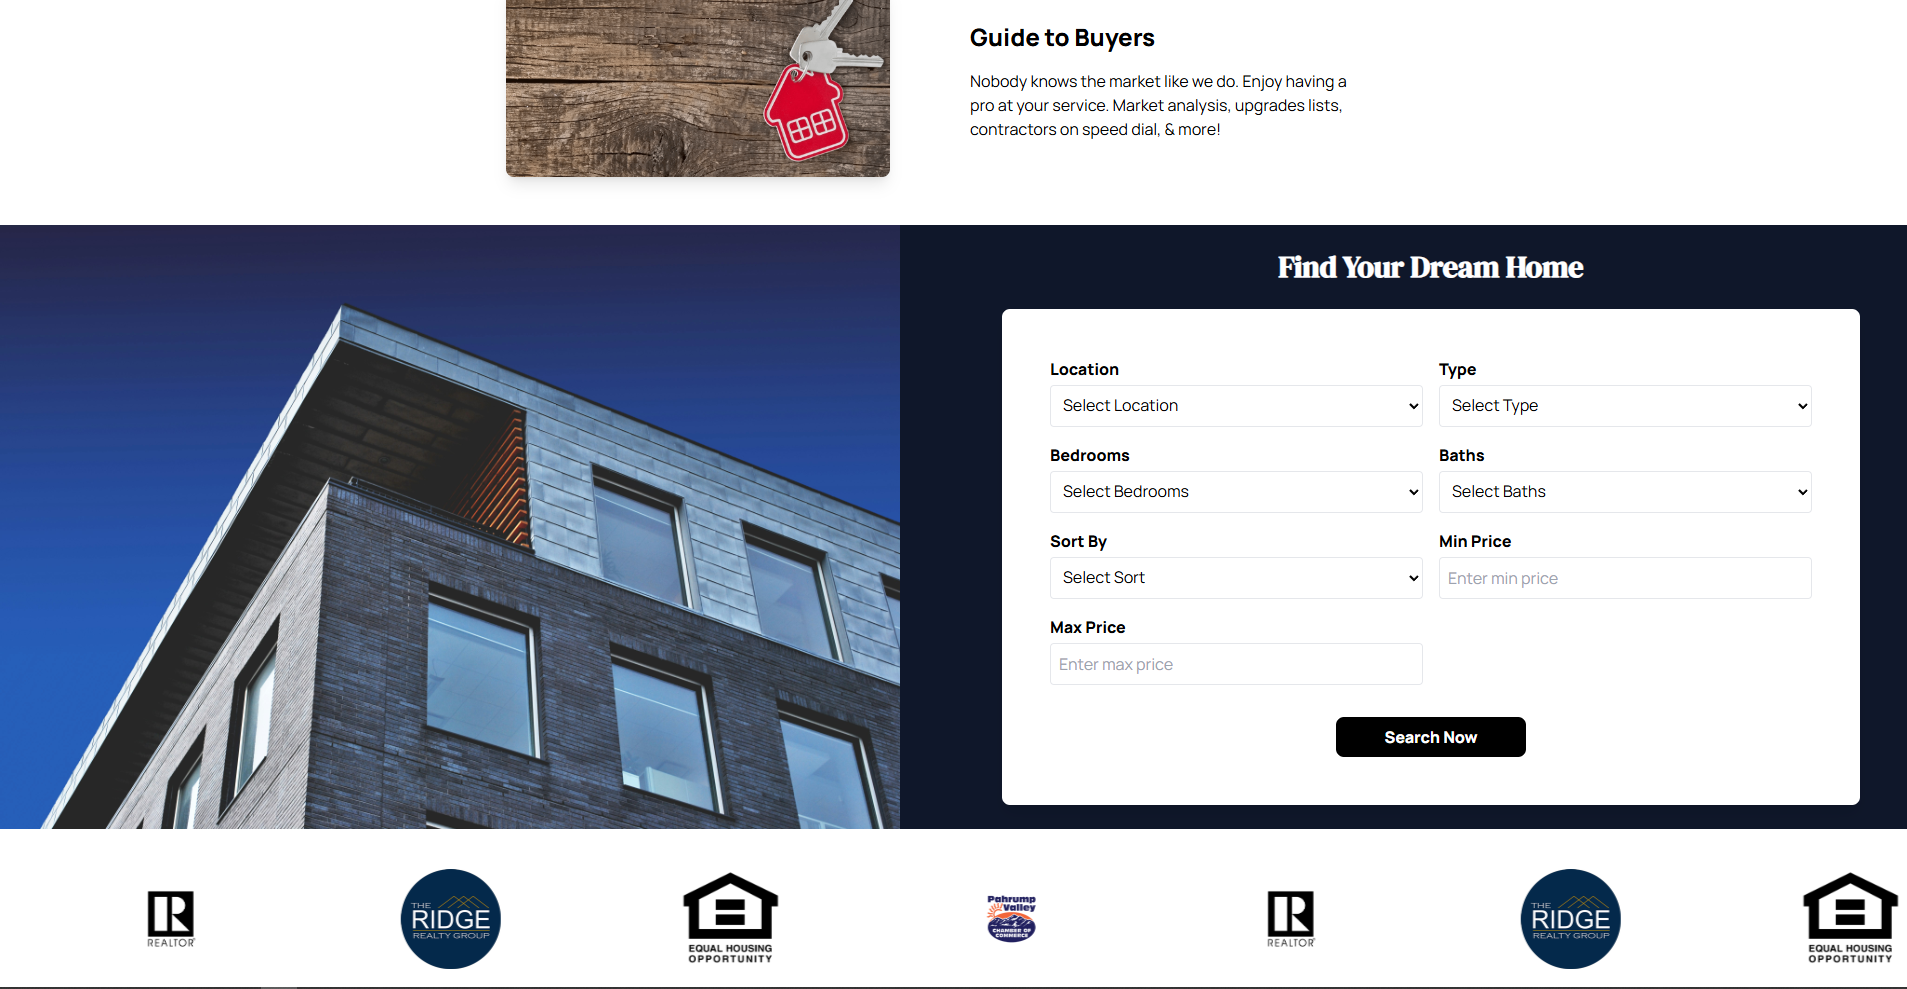 Guide to Buyers
Nobody knows the market like we do. Enjoy having a
pro at your service. Market analysis, upgrades lists,
contractors on speed dial, & more!
Find Your Dream Home
Location
Select Location
Type
Select Type
Bedrooms
Select Bedrooms
Baths
Select Baths
Sort By
Select Sort
Min Price
Enter min price
Max Price
Enter max price
Search Now
R
REALTOR
THE
RIDGE
REALTY GROUP
EQUAL HOUSING
OPPORTUNITY
Pahrump
Valley
CHAMBER OF
COMMERCE
R
REALTOR
THE
RIDGE
REALTY GROUP
EQUAL HOUSING
OPPORTUNITY